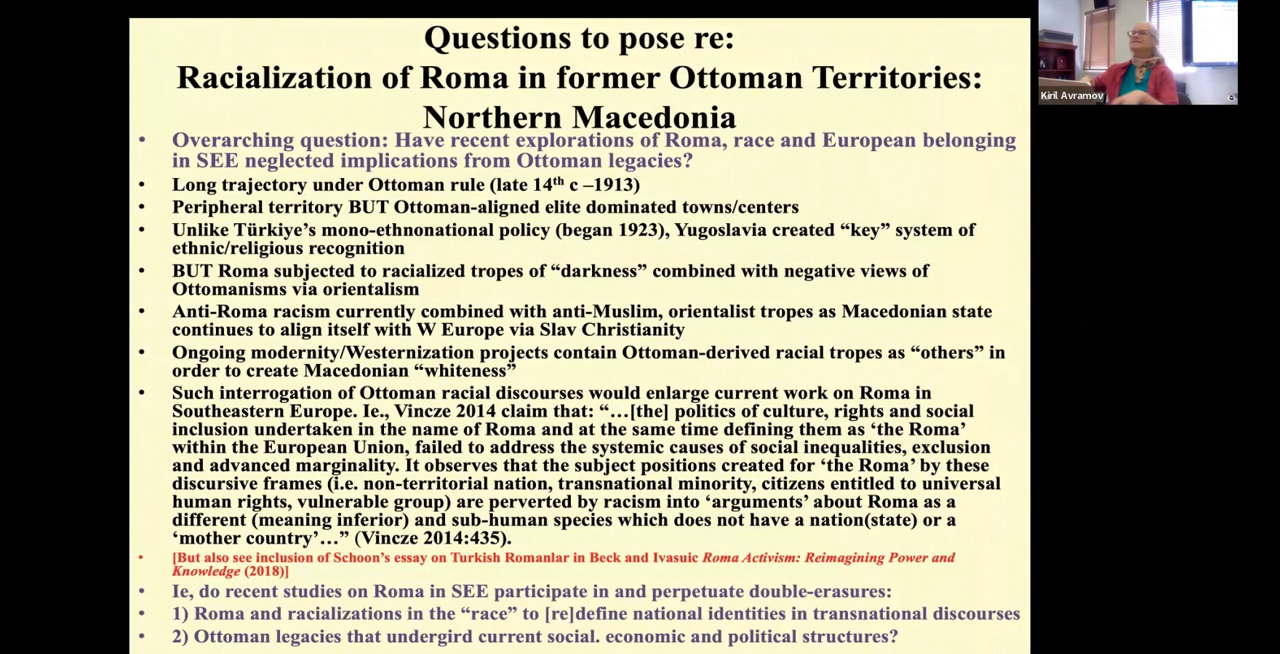 Questions to pose re:
Racialization of Roma in former Ottoman Territories:
Northern Macedonia
• Overarching question: Have recent explorations of Roma, race and European belonging
in SEE neglected implications from Ottoman legacies?
• Long trajectory under Ottoman rule (late 14th c –1913)
• Peripheral territory BUT Ottoman-aligned elite dominated towns/centers
• Unlike Türkiye’s mono-ethnonational policy (began 1923), Yugoslavia created “key” system of
ethnic/religious recognition
• BUT Roma subjected to racialized tropes of “darkness” combined with negative views of
Ottomanisms via orientalism
• Anti-Roma racism currently combined with anti-Muslim, orientalist tropes as Macedonian state
continues to align itself with W Europe via Slav Christianity
• Ongoing modernity/Westernization projects contain Ottoman-derived racial tropes as “others” in
order to create Macedonian “whiteness”
• Such interrogation of Ottoman racial discourses would enlarge current work on Roma in
Southeastern Europe. Ie., Vincze 2014 claim that: “…[the] politics of culture, rights and social
inclusion undertaken in the name of Roma and at the same time defining them as ‘the Roma’
within the European Union, failed to address the systemic causes of social inequalities, exclusion
and advanced marginality. It observes that the subject positions created for ‘the Roma’ by these
discursive frames (i.e. non-territorial nation, transnational minority, citizens entitled to universal
human rights, vulnerable group) are perverted by racism into ‘arguments’ about Roma as a
different (meaning inferior) and sub-human species which does not have a nation(state) or a
‘mother country’…” (Vincze 2014:435).
• [But also see inclusion of Schoon’s essay on Turkish Romanlar in Beck and Ivasuic Roma Activism: Reimagining Power and
Knowledge (2018)]
• Ie, do recent studies on Roma in SEE participate in and perpetuate double-erasures:
• 1) Roma and racializations in the “race” to [re]define national identities in transnational discourses
• 2) Ottoman legacies that undergird current social. economic and political structures?
Kiril Avramov